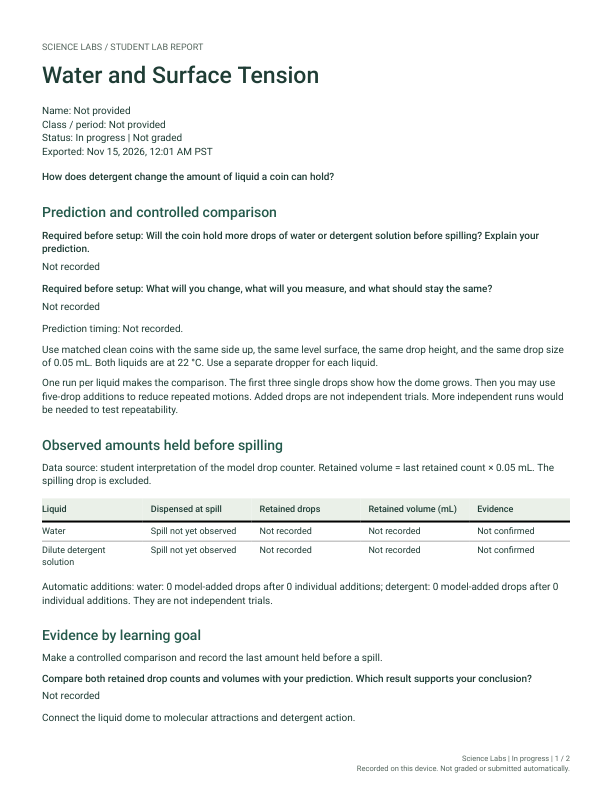 SCIENCE LABS / STUDENT LAB REPORT
Water and Surface Tension
Name: Not provided
Class / period: Not provided
Status: In progress | Not graded
Exported: Nov 15, 2026, 12:01 AM PST
How does detergent change the amount of liquid a coin can hold?
Prediction and controlled comparison
Required before setup: Will the coin hold more drops of water or detergent solution before spilling? Explain your
prediction.
Not recorded
Required before setup: What will you change, what will you measure, and what should stay the same?
Not recorded
Prediction timing: Not recorded.
Use matched clean coins with the same side up, the same level surface, the same drop height, and the same drop size
of 0.05 mL. Both liquids are at 22 °C. Use a separate dropper for each liquid.
One run per liquid makes the comparison. The first three single drops show how the dome grows. Then you may use
five-drop additions to reduce repeated motions. Added drops are not independent trials. More independent runs would
be needed to test repeatability.
Observed amounts held before spilling
Data source: student interpretation of the model drop counter. Retained volume = last retained count × 0.05 mL. The
spilling drop is excluded.
Liquid Dispensed at spill Retained drops Retained volume (mL) Evidence
Water Spill not yet observed Not recorded Not recorded Not confirmed
Dilute detergent Spill not yet observed Not recorded Not recorded Not confirmed
solution
Automatic additions: water: 0 model-added drops after 0 individual additions; detergent: 0 model-added drops after 0
individual additions. They are not independent trials.
Evidence by learning goal
Make a controlled comparison and record the last amount held before a spill.
Compare both retained drop counts and volumes with your prediction. Which result supports your conclusion?
Not recorded
Connect the liquid dome to molecular attractions and detergent action.
Science Labs | In progress | 1 / 2
Recorded on this device. Not graded or submitted automatically.